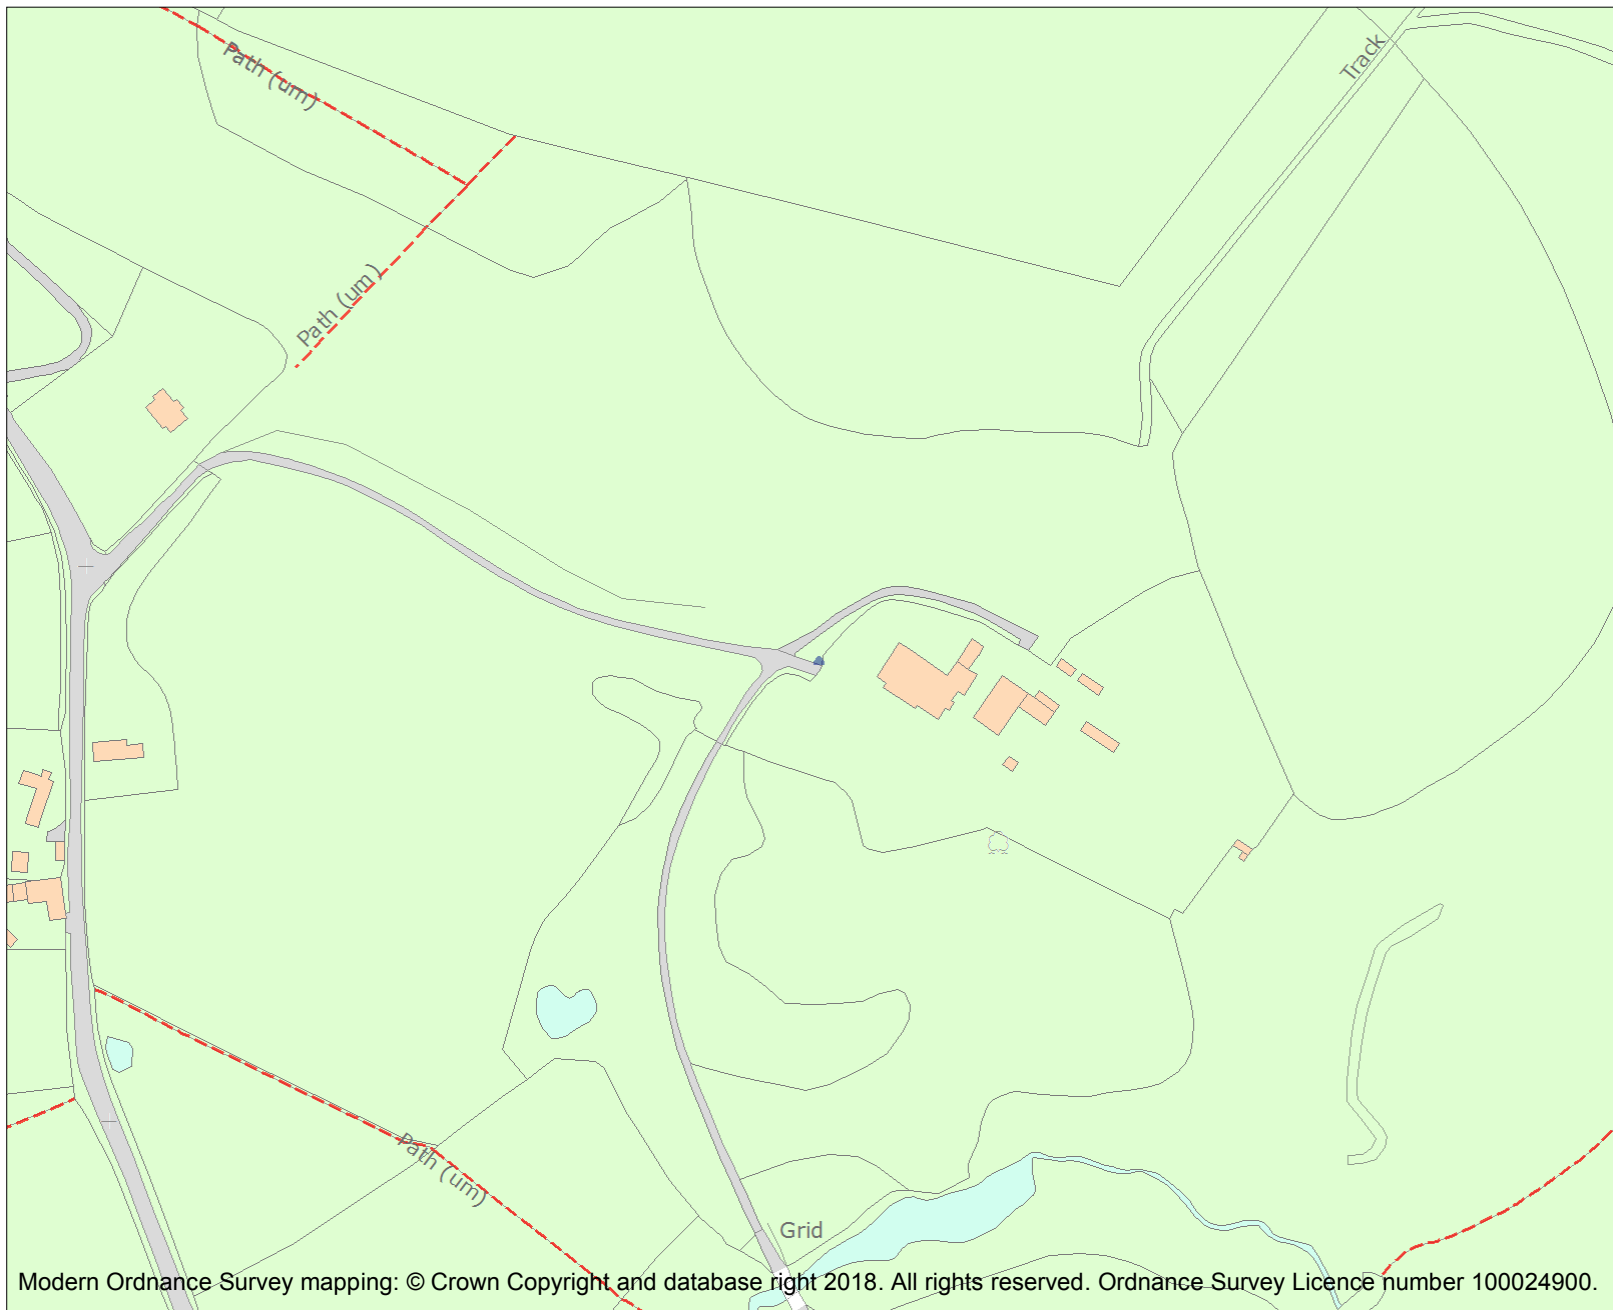 Path (um)
Track
Path (um)
Path (um)
Grid
Modern Ordnance Survey mapping: © Crown Copyright and database right 2018. All rights reserved. Ordnance Survey Licence number 100024900.